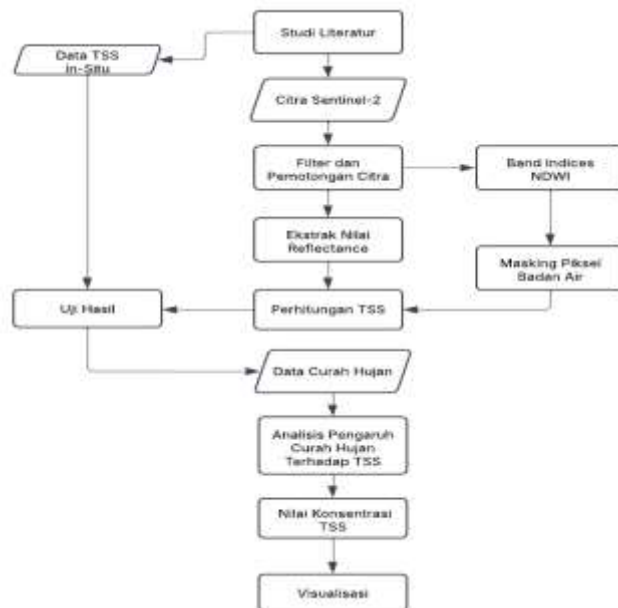 Studi Literatur
Data TSS
in-Situ
Citra Sentinel-2
Filter dan
Pemotongan Citra
Band Indices
NDWI
Ekstrak Nilai
Reflectance
Masking Piksel
Badan Air
Uji Hasil
Perhitungan TSS
Data Curah Hujan
Analisis Pengaruh
Curah Hujan
Terhadap TSS
Nilai Konsentrasi
TSS
Visualisasi